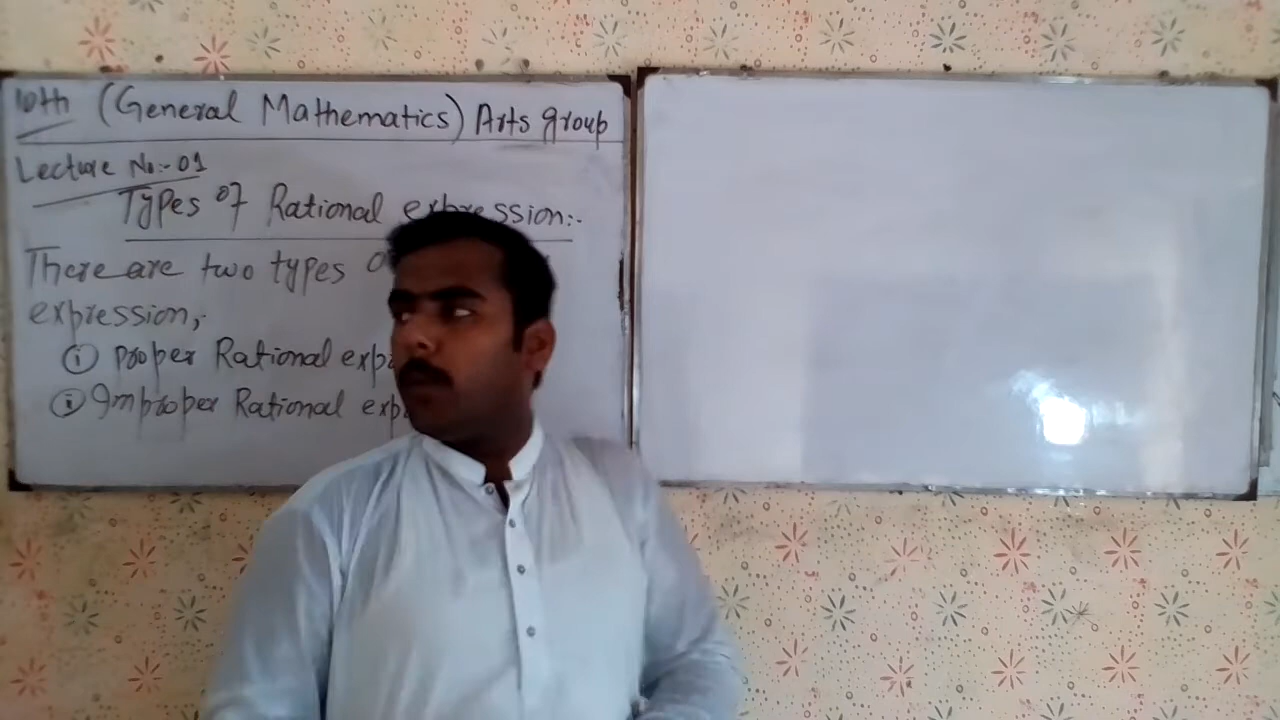 10th (General Mathematics) Arts group
Lecture No:- 01
Types of Rational expression:-
There are two types
expression,
(i) Proper Rational
(ii) Improper Rational